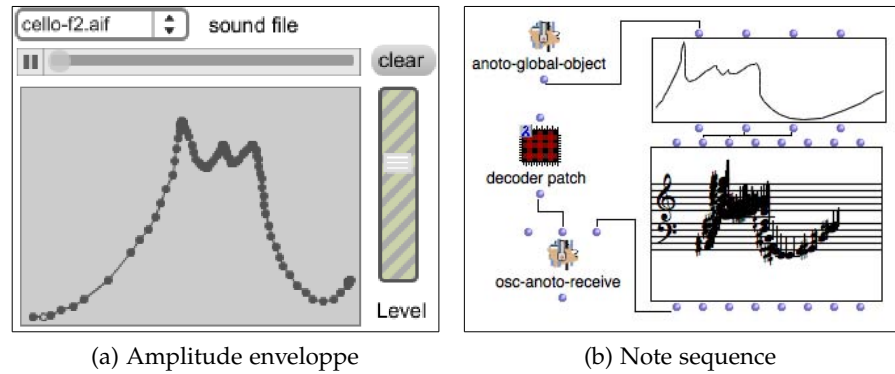 cello-f2.aif
sound file
clear
Level
anoto-global-object
decoder patch
osc-anoto-receive
(a) Amplitude enveloppe
(b) Note sequence